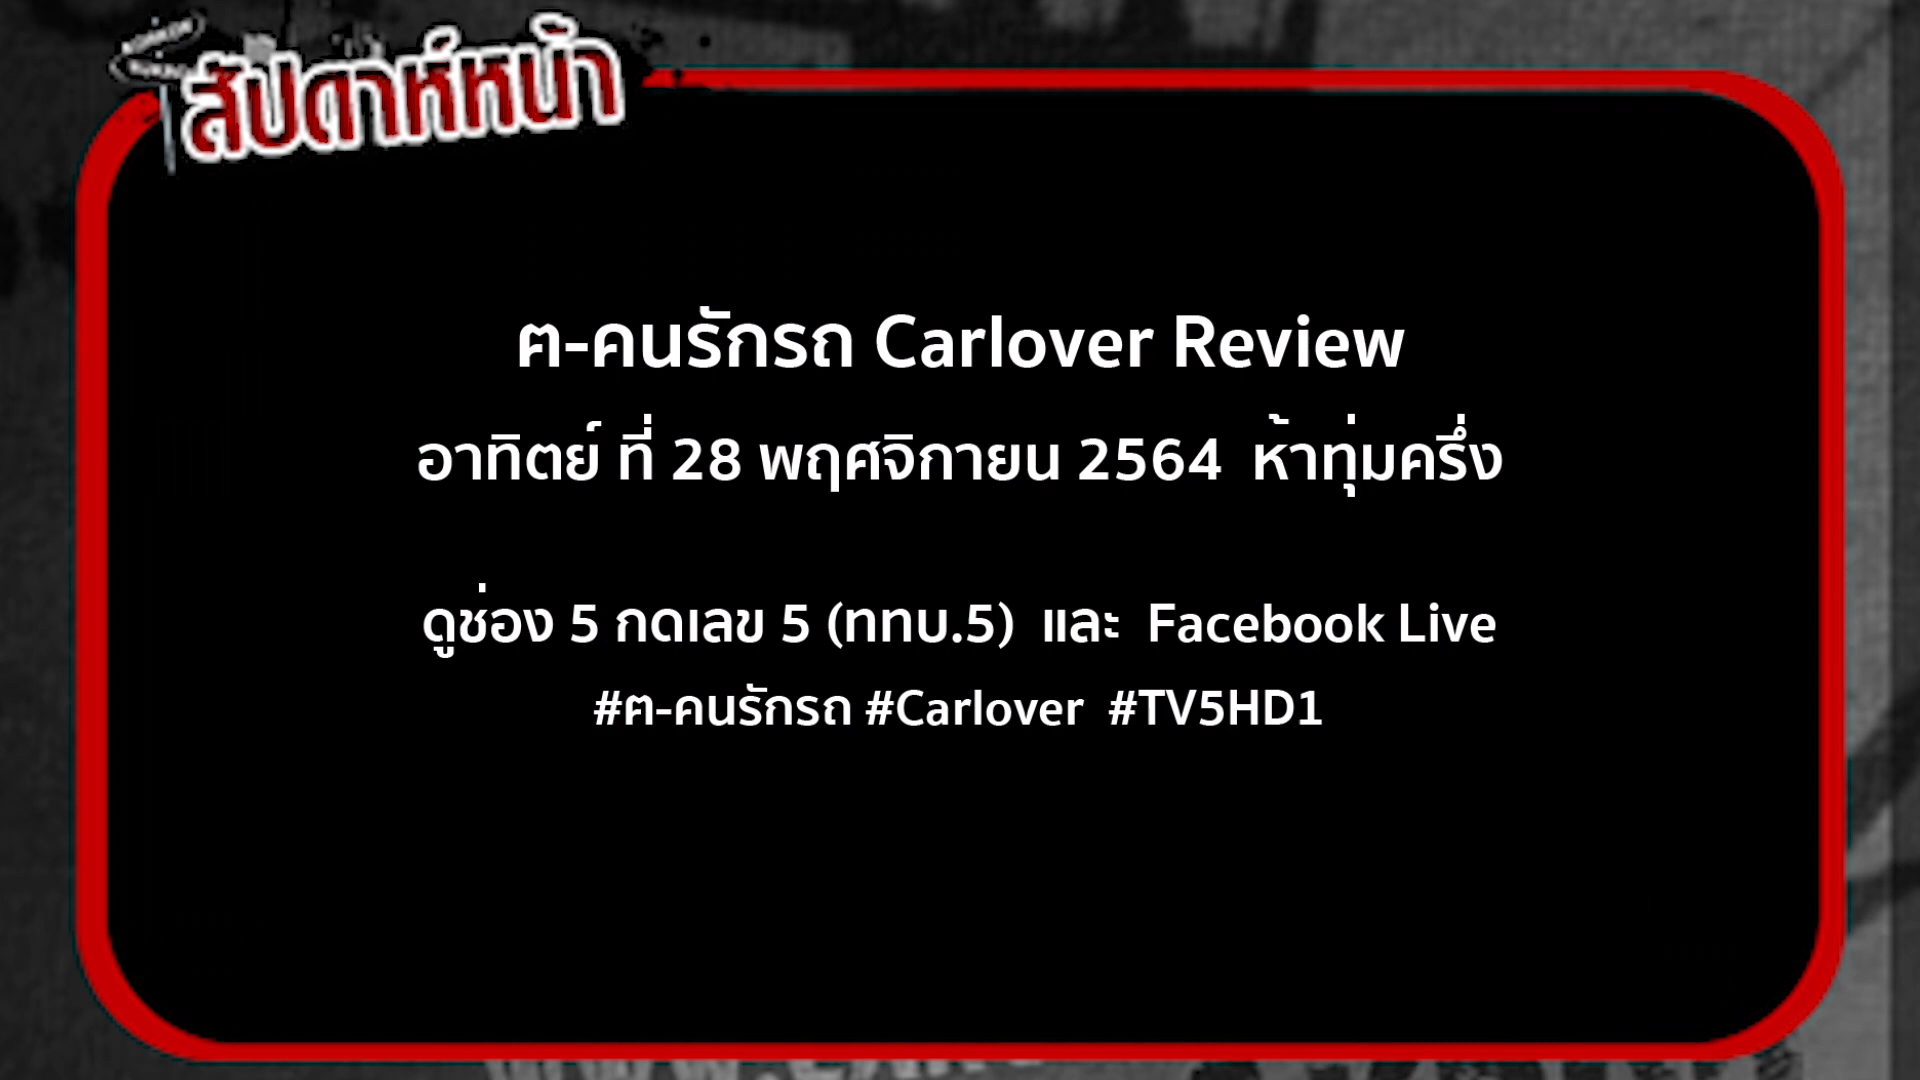 สัปดาห์หน้า
ฅ-คนรักรถ Carlover Review
อาทิตย์ ที่ 28 พฤศจิกายน 2564 ห้าทุ่มครึ่ง
ดูช่อง 5 กดเลข 5 (ททบ.5) และ Facebook Live
#ฅ-คนรักรถ #Carlover #TV5HD1